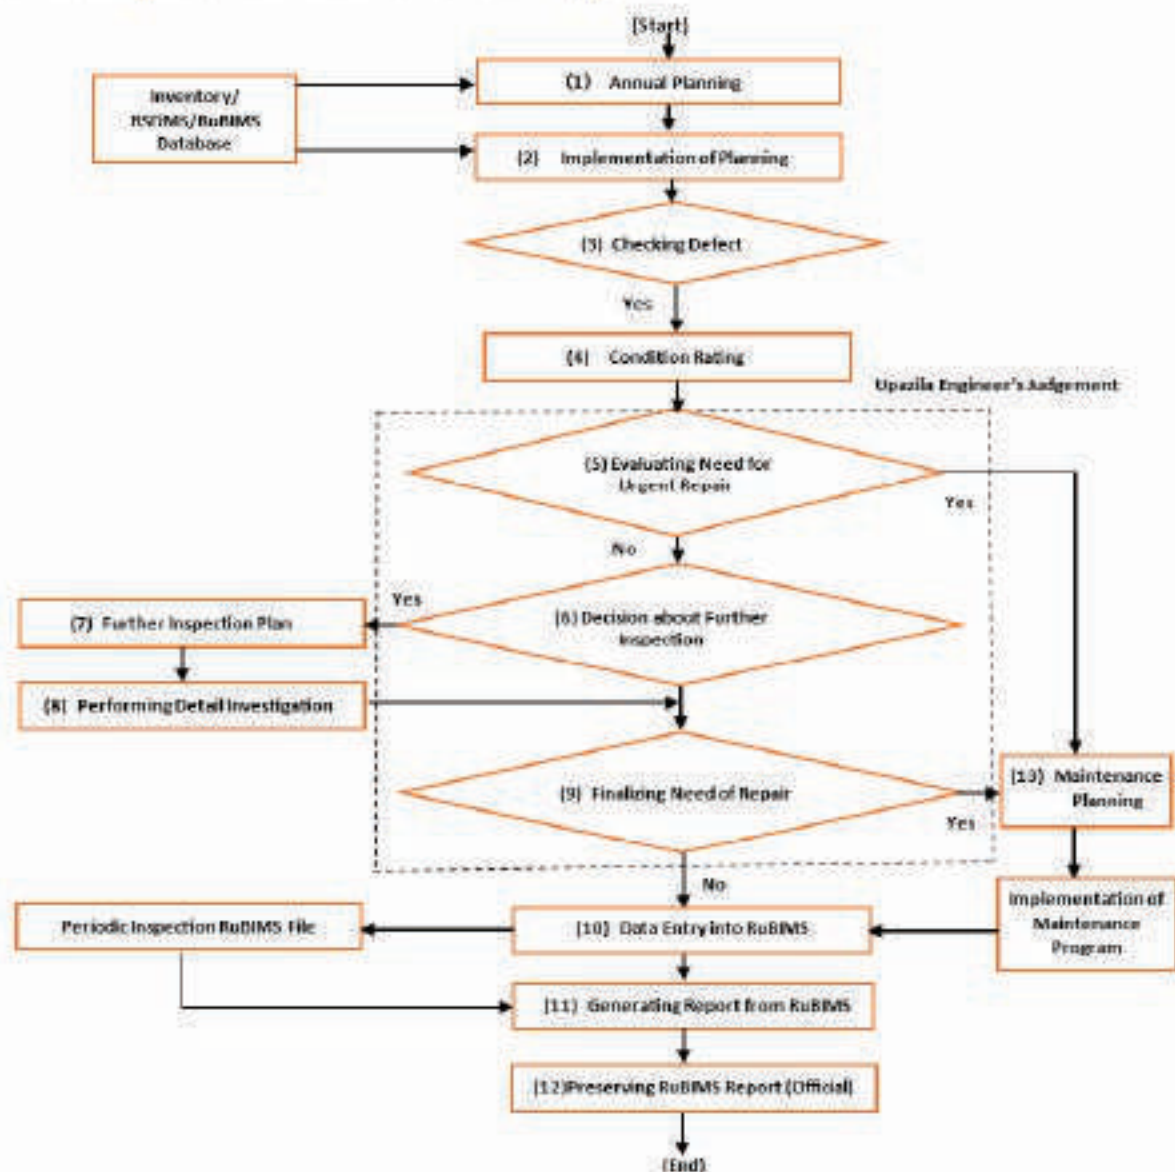 (Start)
(1) Annual Planning
Inventory/
RSDMS/RuBIMS
Database
(2) Implementation of Planning
(3) Checking Defect
Yes
(4) Condition Rating
Upazila Engineer's Judgement
(5) Evaluating Need for
Urgent Repair
Yes
No
(6) Decision about Further
Inspection
Yes
(7) Further Inspection Plan
(8) Performing Detail Investigation
(9) Finalizing Need of Repair
Yes
(13) Maintenance
Planning
No
Implementation of
Maintenance
Program
Periodic Inspection RuBIMS File
(10) Data Entry into RuBIMS
(11) Generating Report from RuBIMS
(12)Preserving RuBIMS Report (Official)
(End)